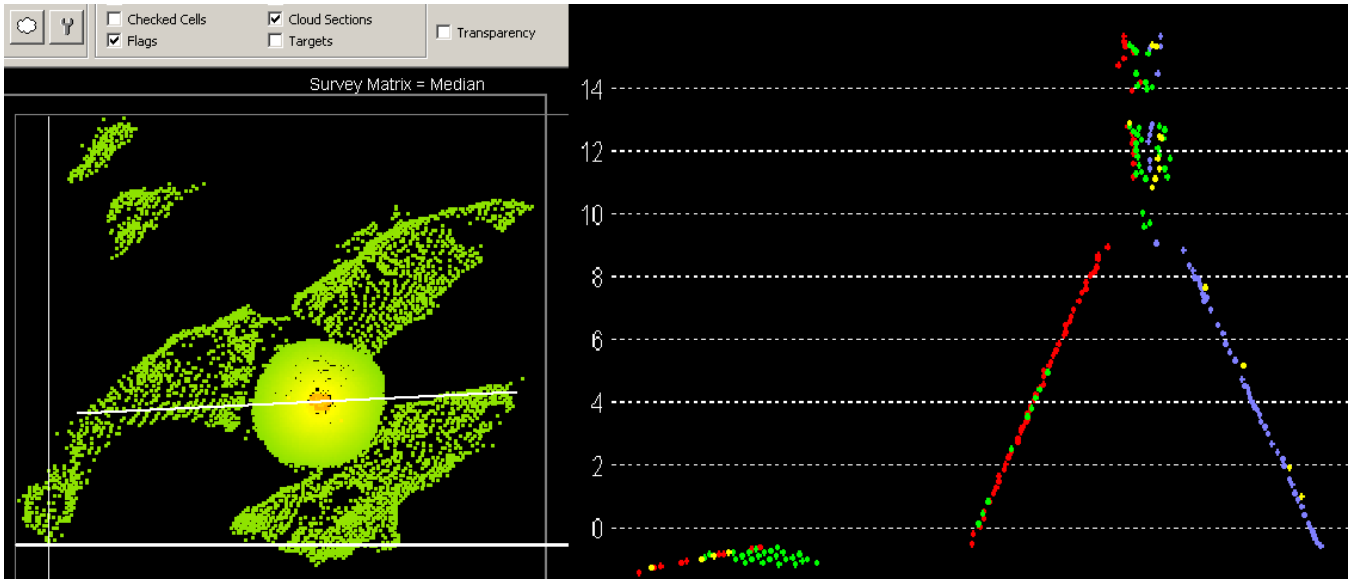 Checked Cells
Cloud Sections
Transparency
Flags
Targets
Survey Matrix = Median
14
12
10
8
6
4
2
0